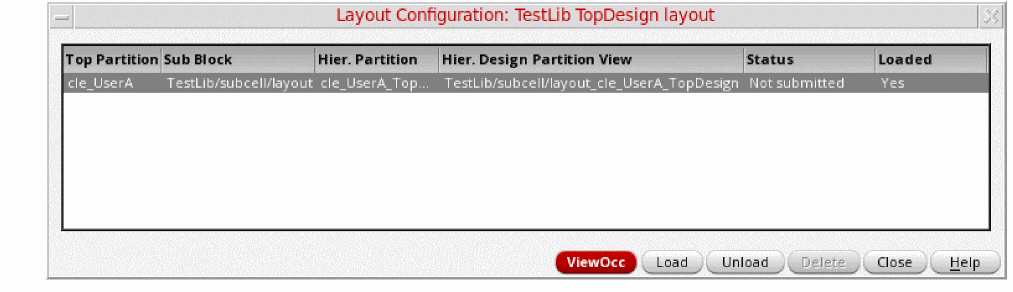 Layout Configuration: TestLib TopDesign layout
Top Partition Sub Block Hier. Partition Hier. Design Partition View Status Loaded
cle_UserA TestLib/subcell/layout cle_UserA_Top... TestLib/subcell/layout_cle_UserA_TopDesign Not submitted Yes
ViewOcc Load Unload Delete Close Help